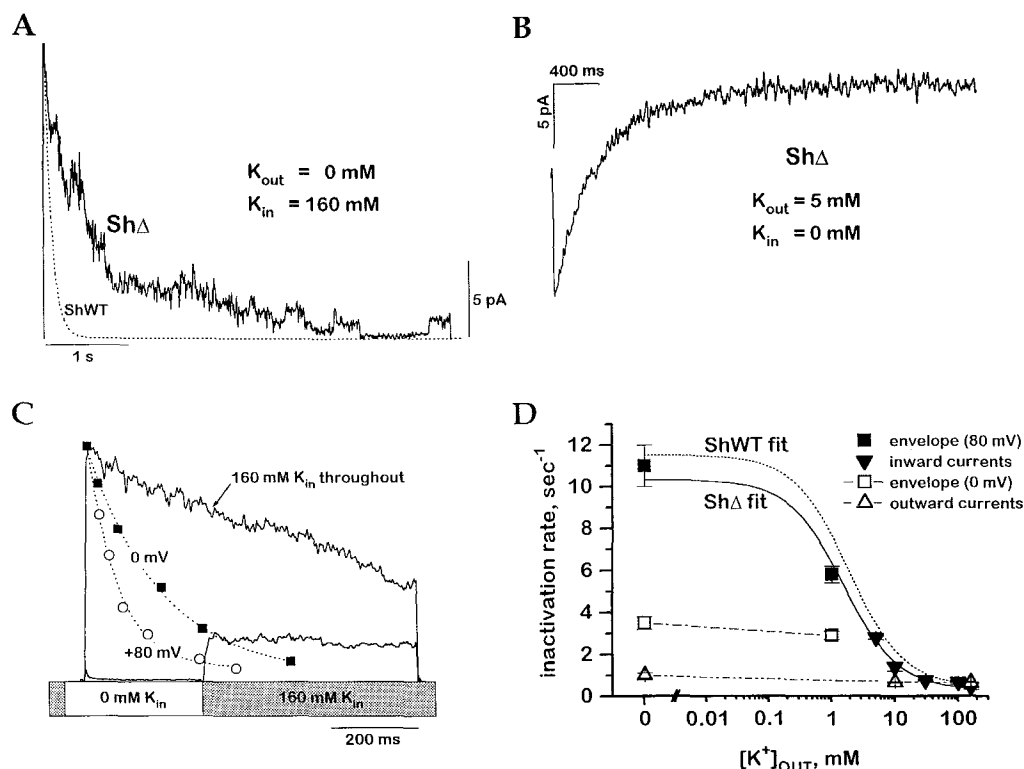 A
ShΔ
K_out = 0 mM
K_in = 160 mM
ShWT
5 pA
1 s
B
400 ms
5 pA
ShΔ
K_out = 5 mM
K_in = 0 mM
C
160 mM K_in throughout
0 mV
+80 mV
0 mM K_in
160 mM K_in
200 ms
D
inactivation rate, sec⁻¹
12
10
8
6
4
2
0
ShWT fit
ShΔ fit
envelope (80 mV)
inward currents
envelope (0 mV)
outward currents
0 0.01 0.1 1 10 100
[K⁺]_OUT, mM